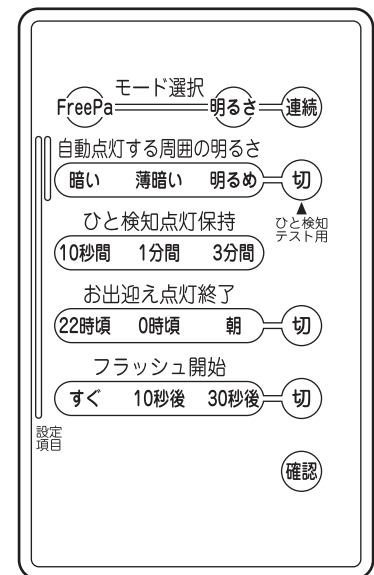 モード選択
FreePa 明るさ 連続
自動点灯する周囲の明るさ
暗い 薄暗い 明るめ 切
ひと検知
テスト用
ひと検知点灯保持
10秒間 1分間 3分間
お出迎え点灯終了
22時頃 0時頃 朝 切
フラッシュ開始
すぐ 10秒後 30秒後 切
設定
項目
確認